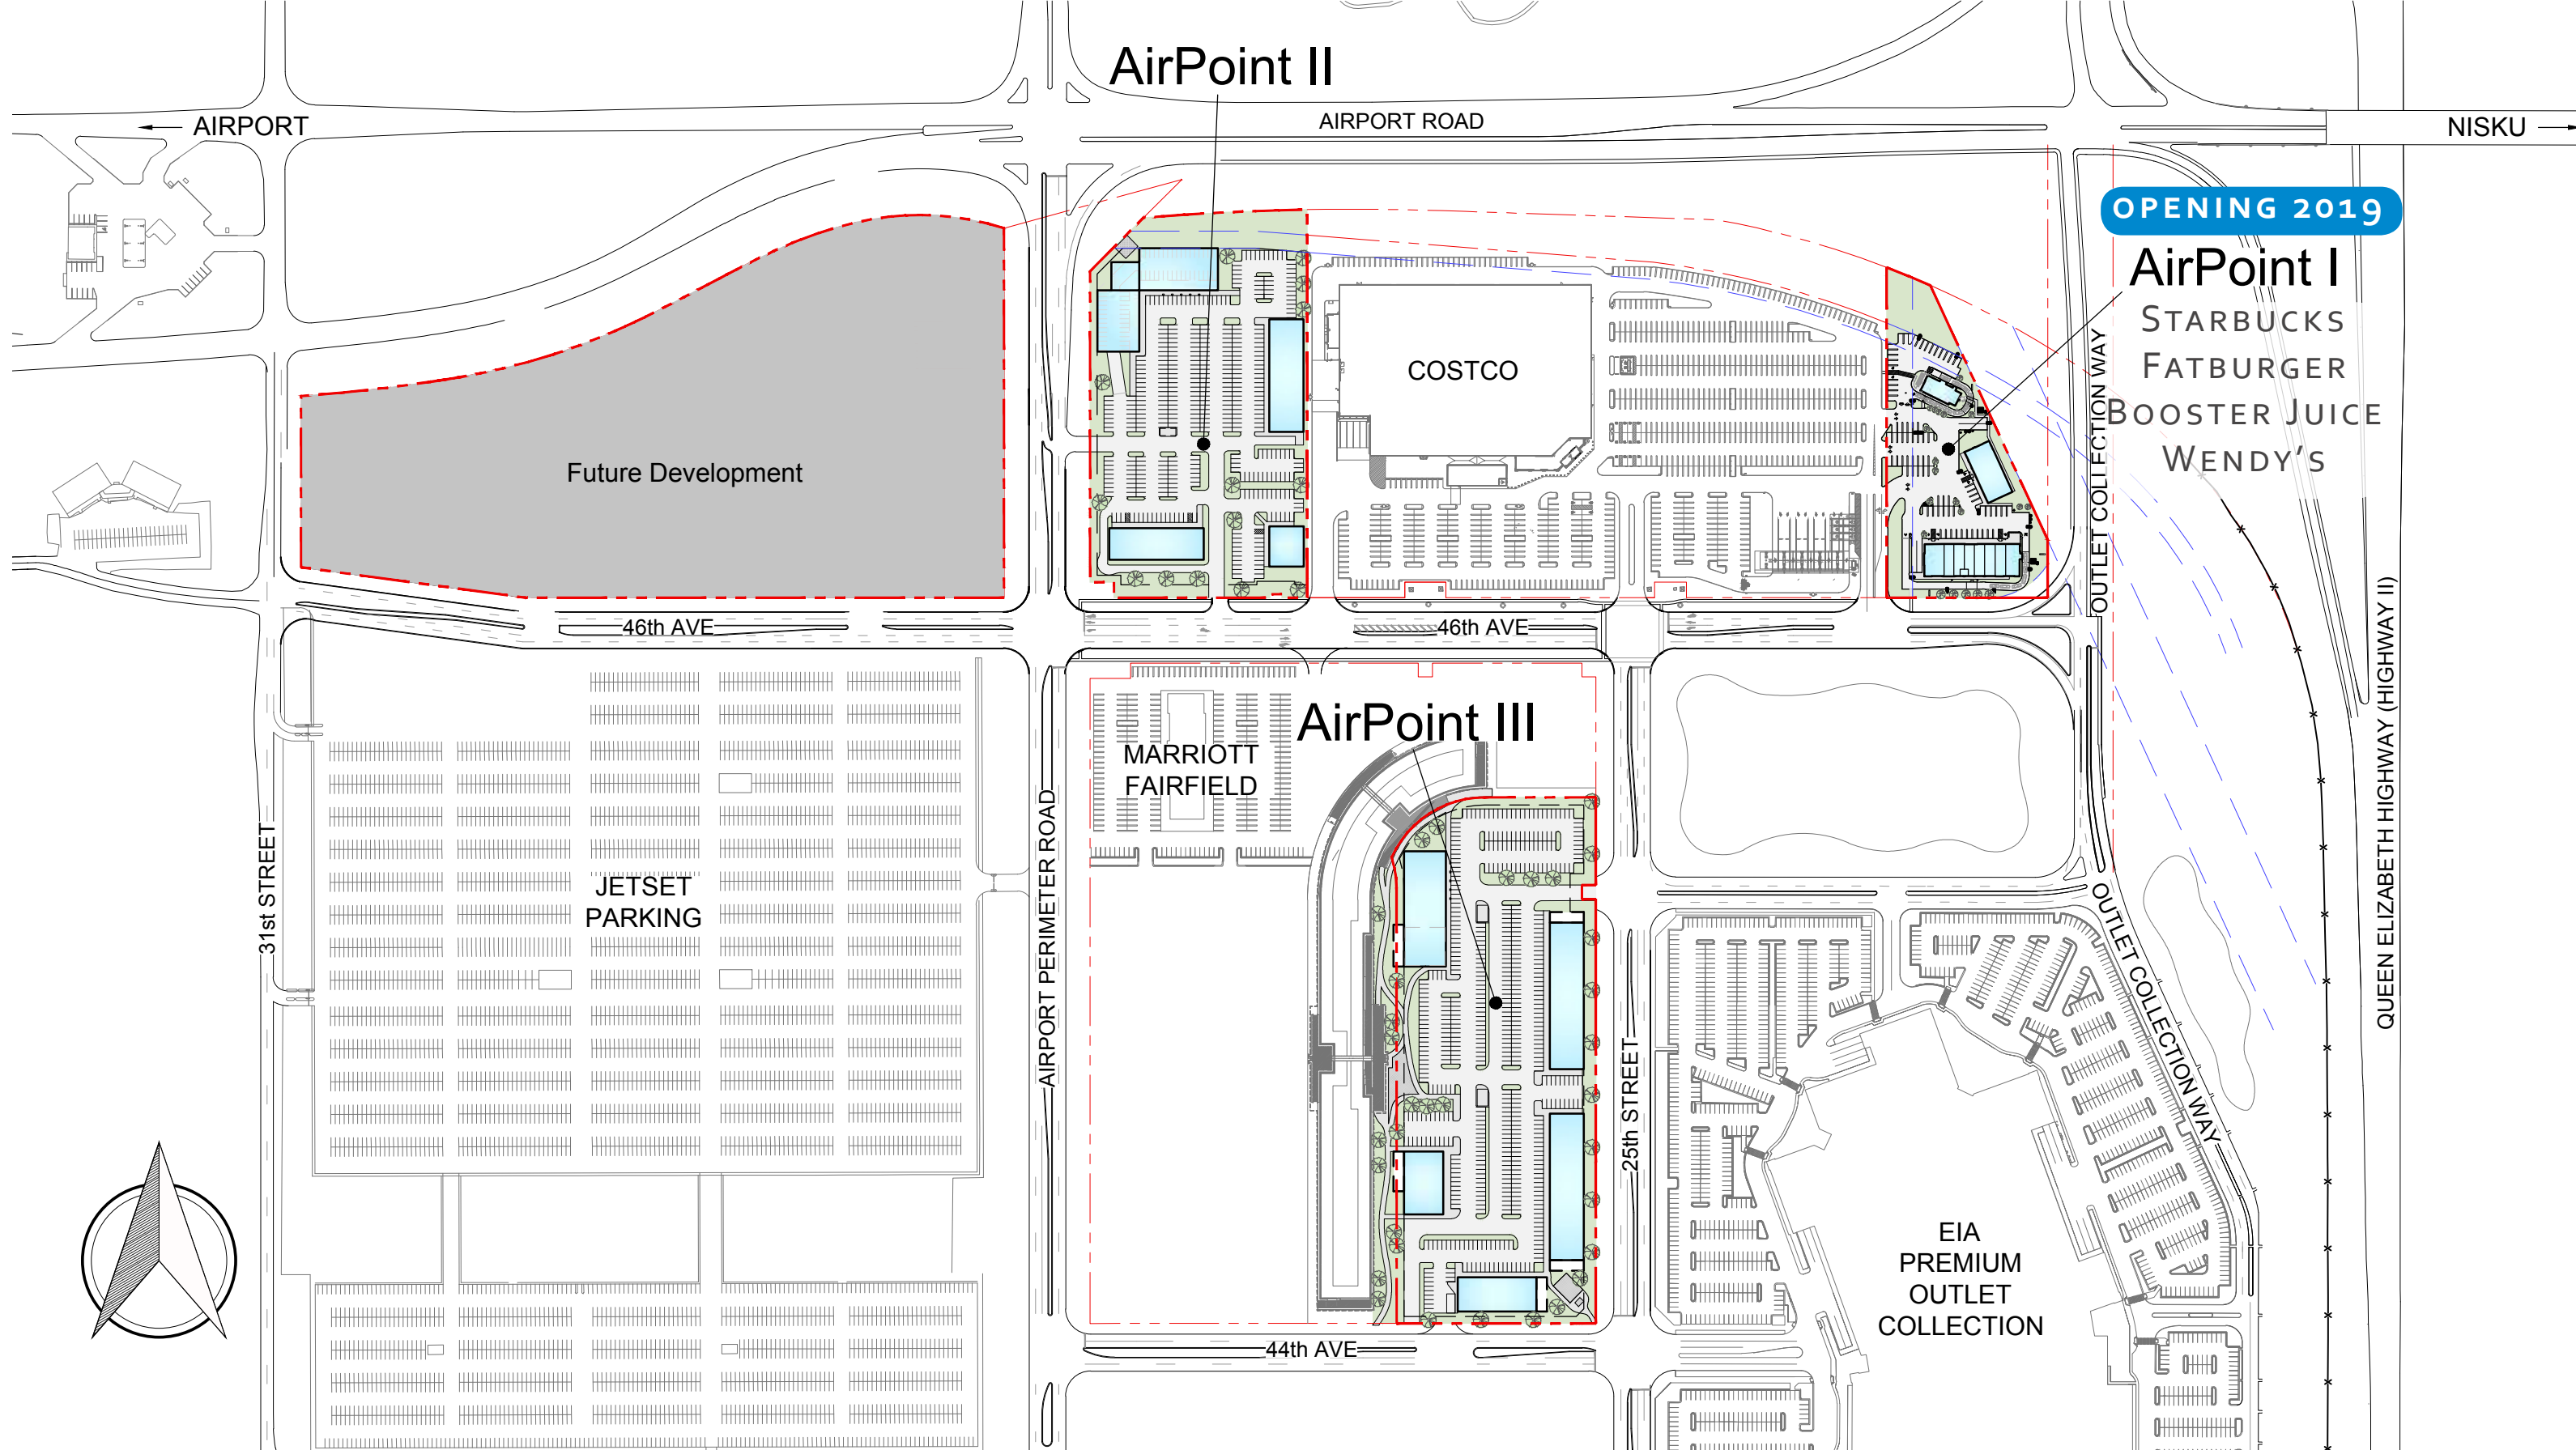 AirPoint II
AIRPORT
AIRPORT ROAD
NISKU
OPENING 2019
AirPoint I
STARBUCKS
FATBURGER
BOOSTER JUICE
WENDY'S
COSTCO
Future Development
OUTLET COLLECTION WAY
46th AVE
46th AVE
QUEEN ELIZABETH HIGHWAY (HIGHWAY II)
AirPoint III
MARRIOTT
FAIRFIELD
JETSET
PARKING
31st STREET
AIRPORT PERIMETER ROAD
25th STREET
OUTLET COLLECTION WAY
EIA
PREMIUM
OUTLET
COLLECTION
44th AVE